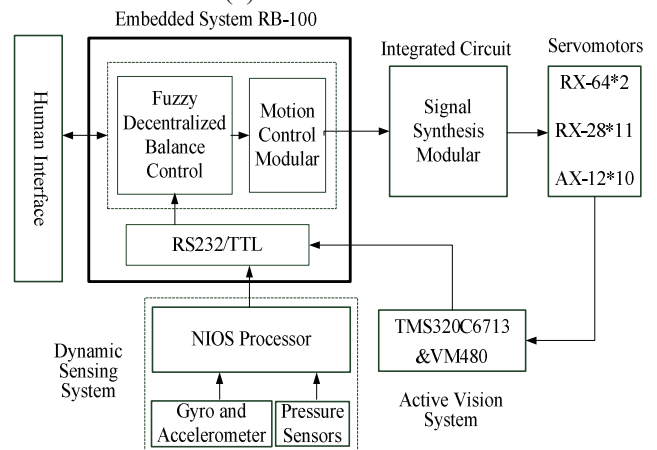 Embedded System RB-100
Human Interface
Fuzzy
Decentralized
Balance
Control
Motion
Control
Modular
RS232/TTL
Integrated Circuit
Signal
Synthesis
Modular
Servomotors
RX-64*2
RX-28*11
AX-12*10
Dynamic
Sensing
System
NIOS Processor
Gyro and
Accelerometer
Pressure
Sensors
TMS320C6713
&VM480
Active Vision
System